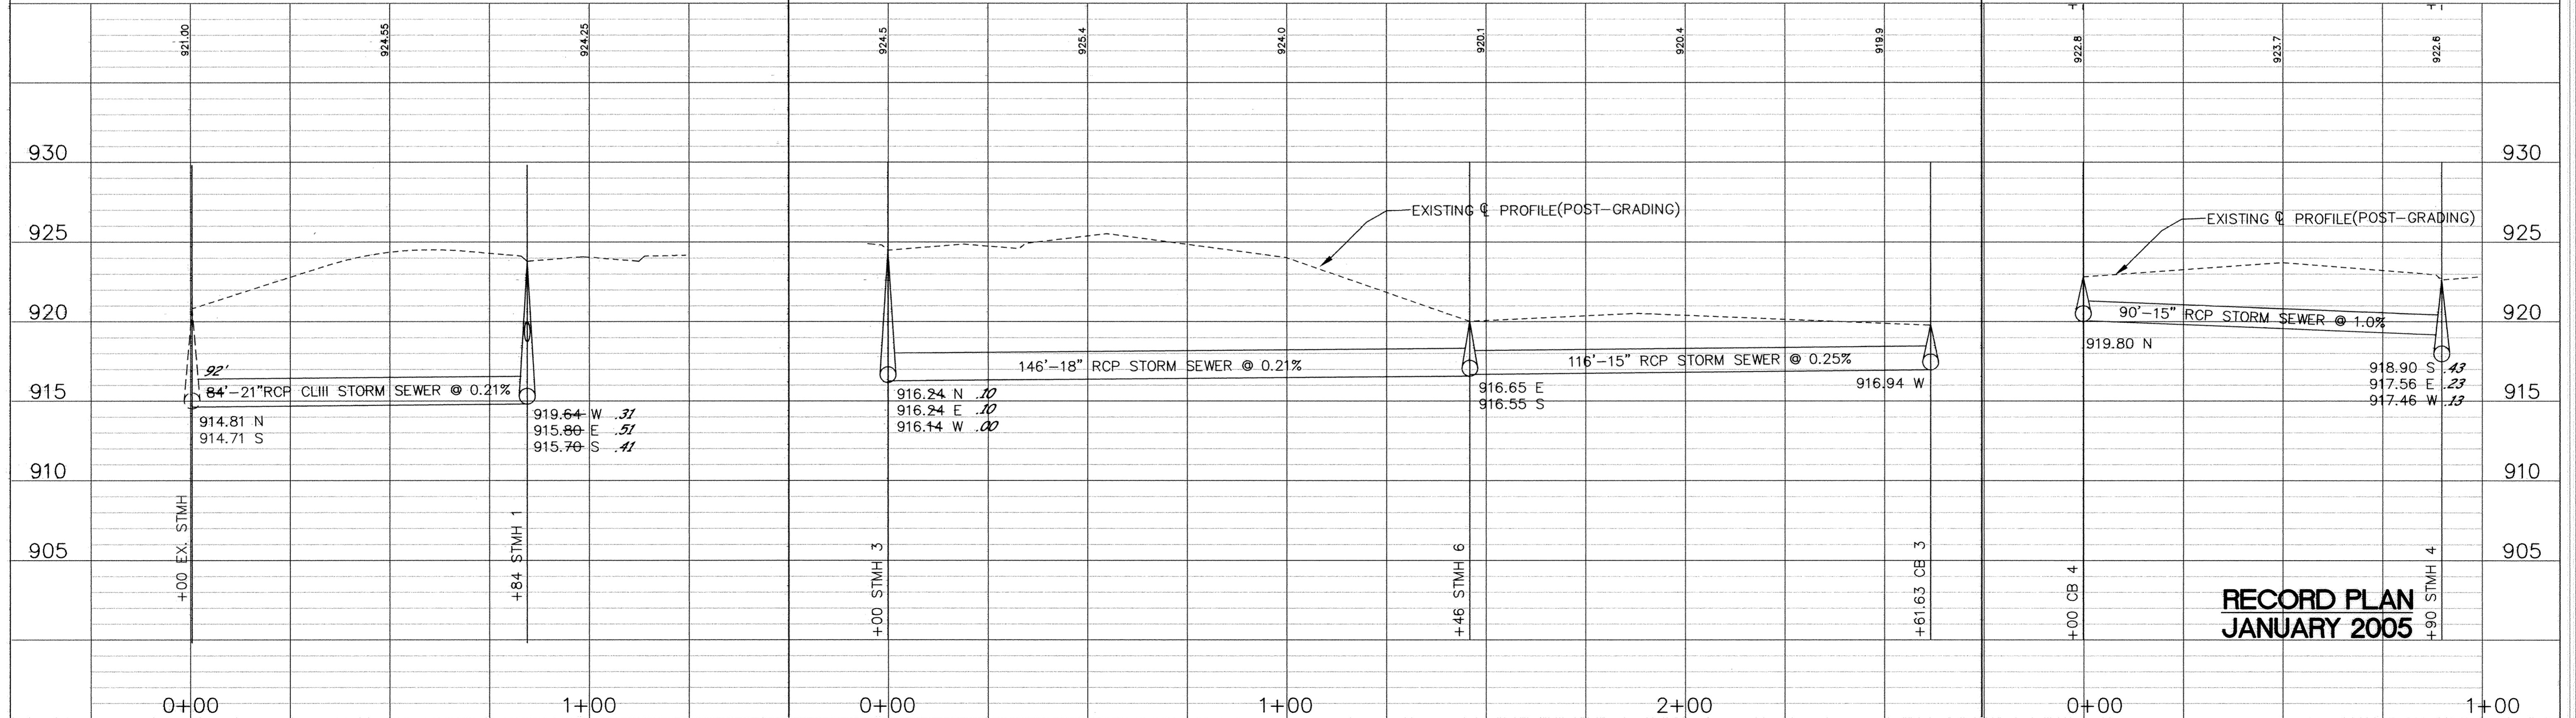 921.00
924.55
924.25
924.5
925.4
924.0
920.1
920.4
919.9
922.8
923.7
922.6
930
930
EXISTING ℄ PROFILE(POST-GRADING)
EXISTING ℄ PROFILE(POST-GRADING)
925
925
920
920
90'-15" RCP STORM SEWER @ 1.0%
919.80 N
146'-18" RCP STORM SEWER @ 0.21%
116'-15" RCP STORM SEWER @ 0.25%
92'
84'-21"RCP CLIII STORM SEWER @ 0.21%
915
915
914.81 N
914.71 S
919.64 W .31
915.80 E .51
915.70 S .41
916.24 N .10
916.24 E .10
916.14 W .00
916.65 E
916.55 S
916.94 W
918.90 S .43
917.56 E .23
917.46 W .13
910
910
905
905
+00 EX. STMH
+84 STMH 1
+00 STMH 3
+46 STMH 6
+61.63 CB 3
+00 CB 4
+90 STMH 4
RECORD PLAN
JANUARY 2005
0+00
1+00
0+00
1+00
2+00
0+00
1+00